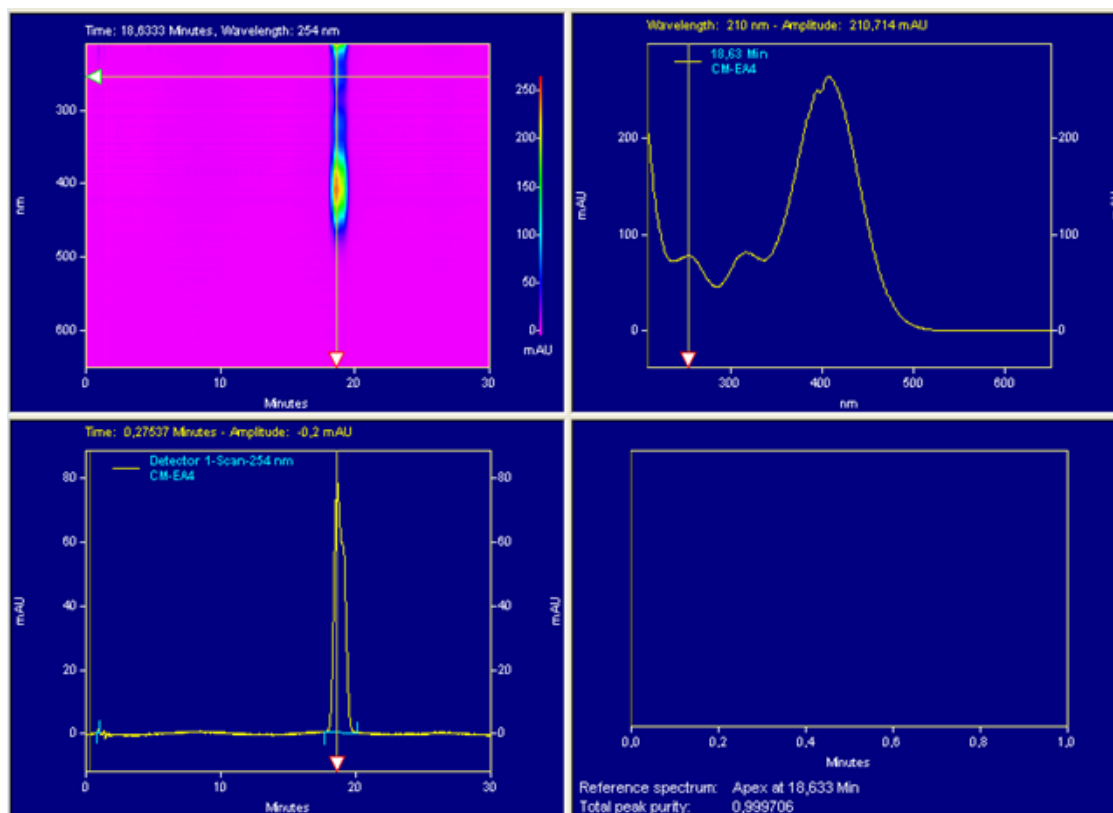 Time: 18,6333 Minutes, Wavelength: 254 nm
300
400
500
600
nm
0
10
20
30
Minutes
250
200
150
100
50
0
mAU
Wavelength: 210 nm - Amplitude: 210,714 mAU
18,63 Min
CM-EA4
200
100
0
mAU
200
100
0
300
400
500
600
nm
Time: 0,27537 Minutes - Amplitude: -0,2 mAU
Detector 1-Scan-254 nm
CM-EA4
80
60
40
20
0
mAU
80
60
40
20
0
mAU
0
10
20
30
Minutes
0,0
0,2
0,4
0,6
0,8
1,0
Minutes
Reference spectrum: Apex at 18,633 Min
Total peak purity: 0,999706